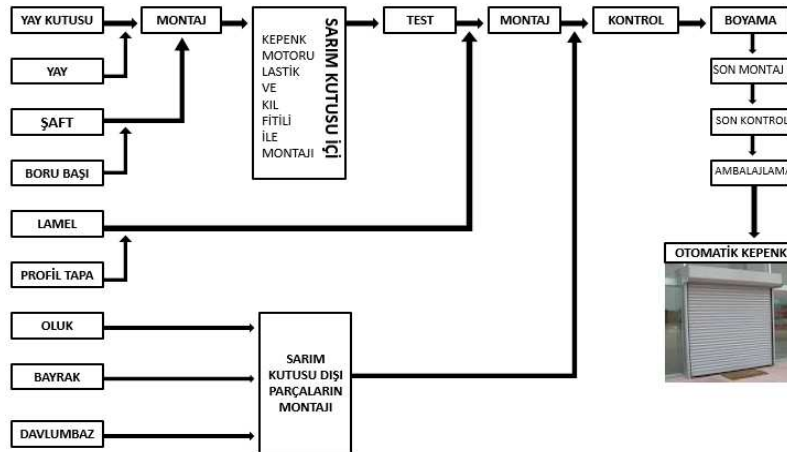 YAY KUTUSU
MONTAJ
TEST
MONTAJ
KONTROL
BOYAMA
YAY
ŞAFT
BORU BAŞI
LAMEL
PROFİL TAPA
OLUK
BAYRAK
DAVLUMBAZ
KEPENK
MOTORU
LASTİK
VE
KIL
FİTİLİ
İLE
MONTAJI
SARIM KUTUSU İÇİ
SARIM
KUTUSU DIŞI
PARÇALARIN
MONTAJI
SON MONTAJ
SON KONTROL
AMBALAJLAMA
OTOMATİK KEPENK